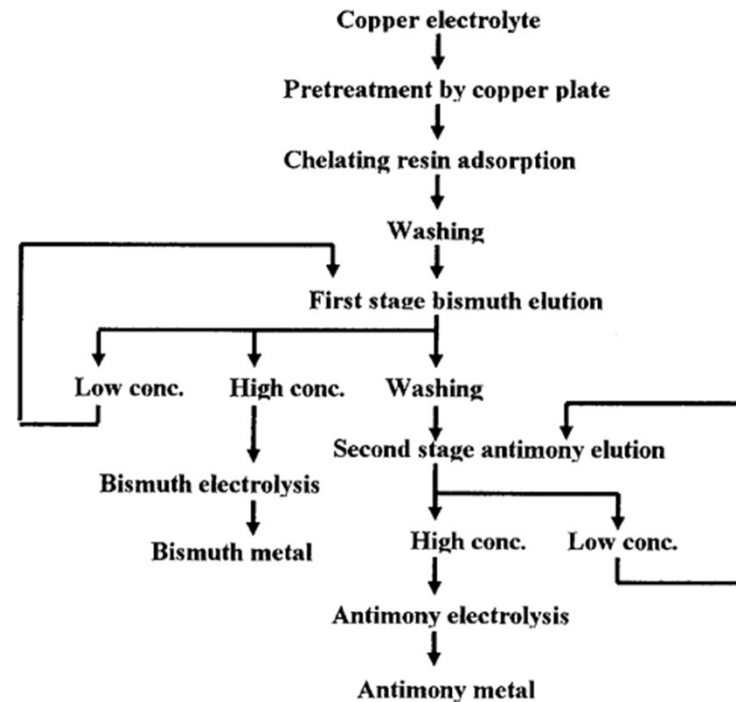 Copper electrolyte
Pretreatment by copper plate
Chelating resin adsorption
Washing
First stage bismuth elution
Low conc. High conc. Washing
Second stage antimony elution
Bismuth electrolysis
High conc. Low conc.
Bismuth metal
Antimony electrolysis
Antimony metal